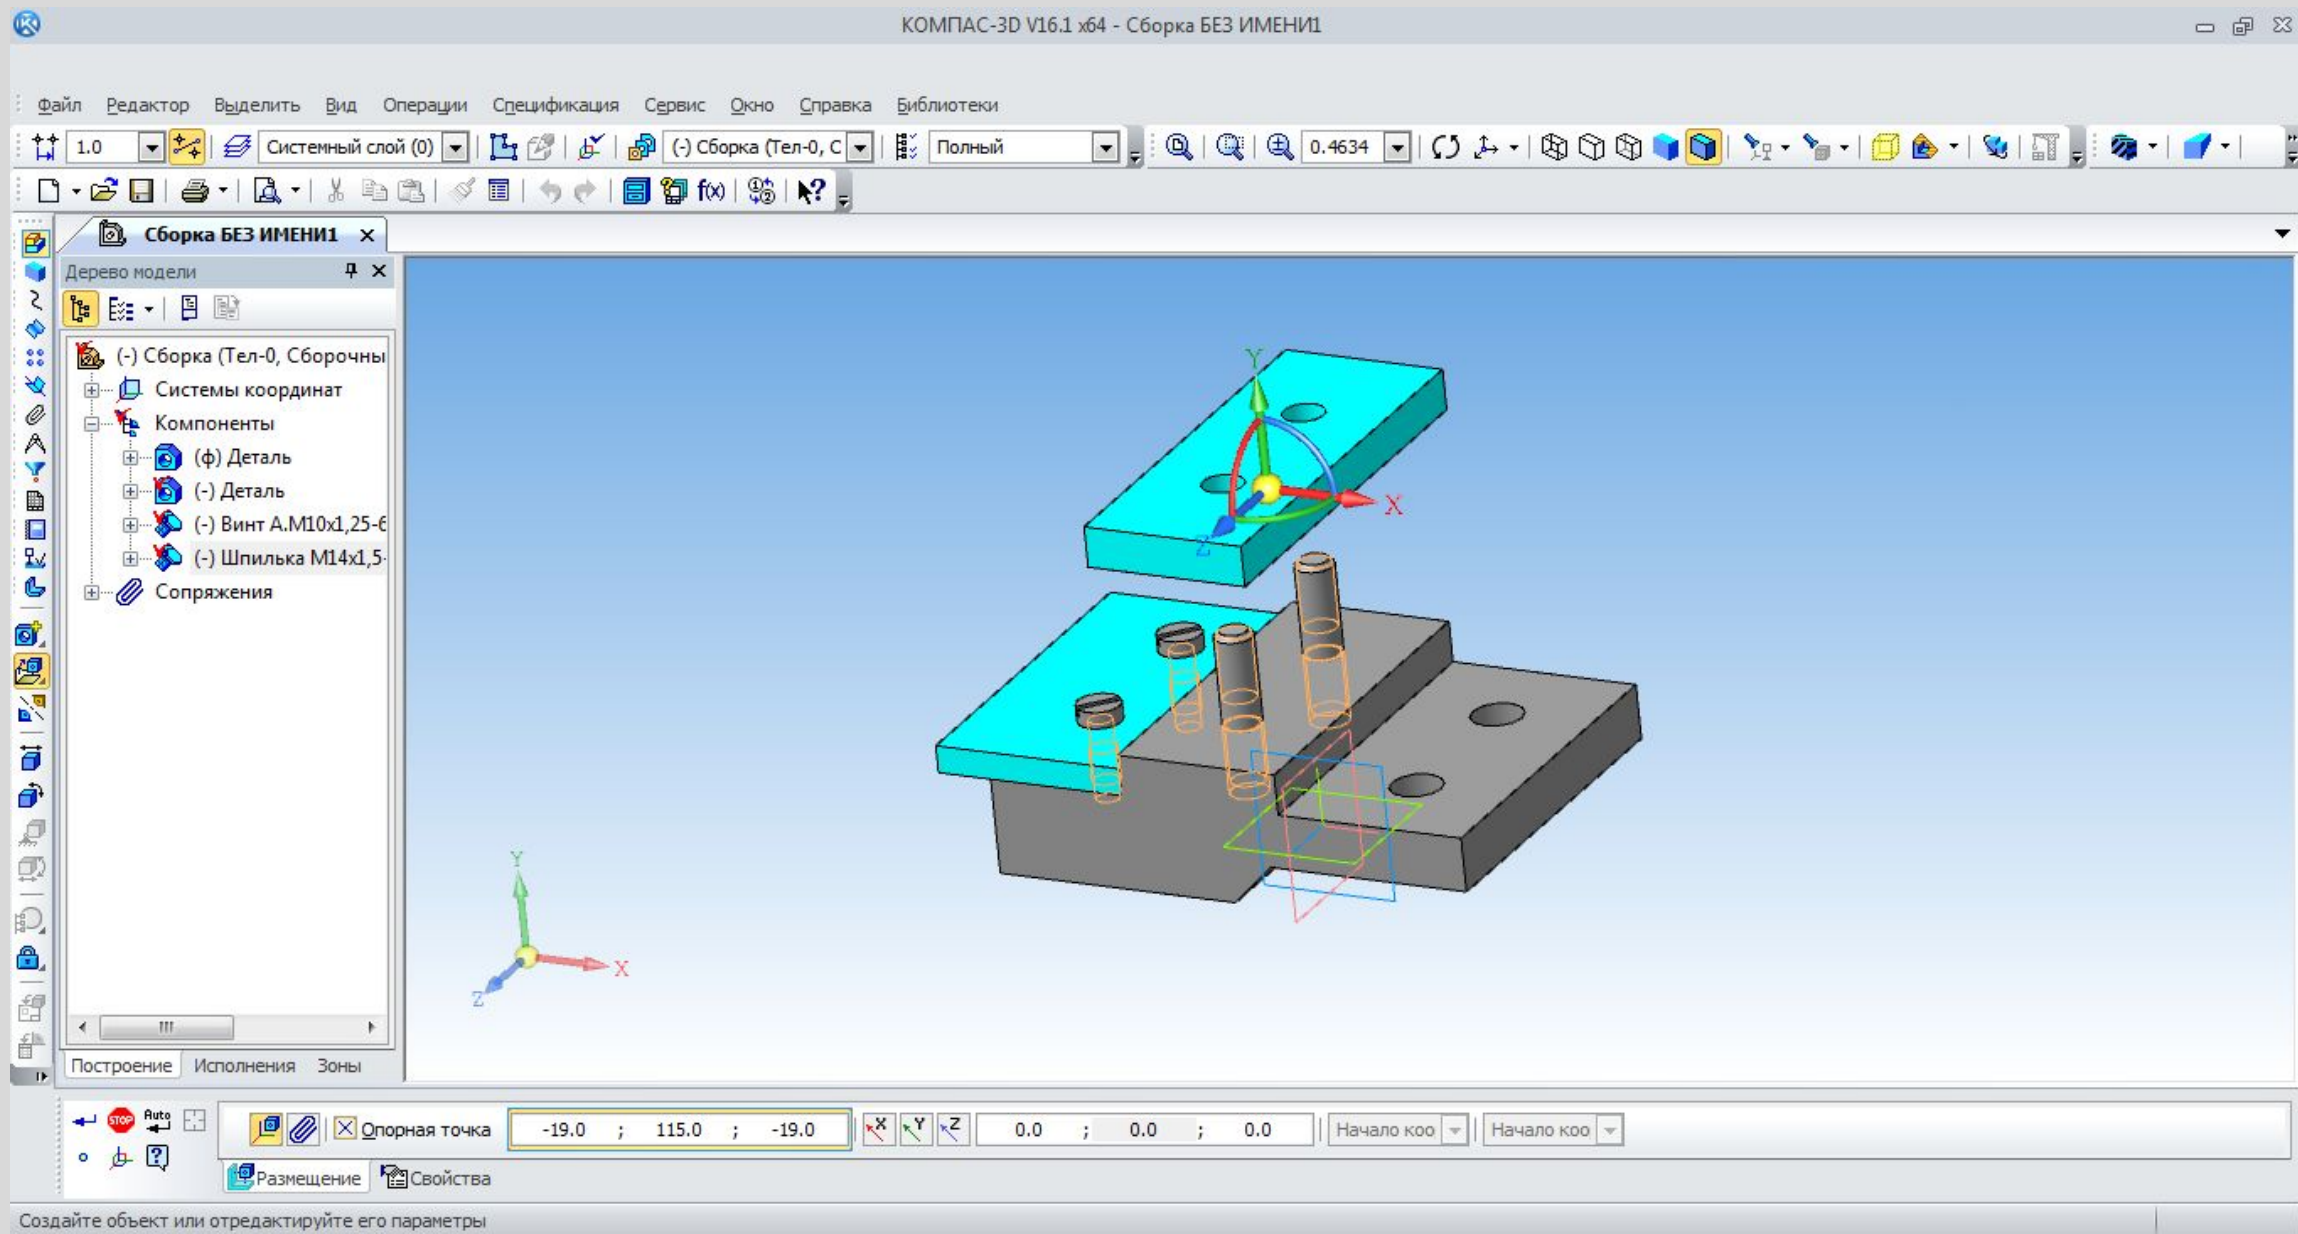 КОМПАС-3D V16.1 x64 - Сборка БЕЗ ИМЕНИ1
Файл Редактор Выделить Вид Операции Спецификация Сервис Окно Справка Библиотеки
1.0 Системный слой (0) (-) Сборка (Тел-0, С Полный 0.4634
f(x)
Сборка БЕЗ ИМЕНИ1
Дерево модели
(-) Сборка (Тел-0, Сборочны
Системы координат
Компоненты
(ф) Деталь
(-) Деталь
(-) Винт А.М10х1,25-6
(-) Шпилька М14х1,5-
Сопряжения
Y
X
Z
Y
X
Z
Построение Исполнения Зоны
STOP Auto Опорная точка -19.0 ; 115.0 ; -19.0 X Y Z 0.0 ; 0.0 ; 0.0 Начало коо Начало коо
Размещение Свойства
Создайте объект или отредактируйте его параметры